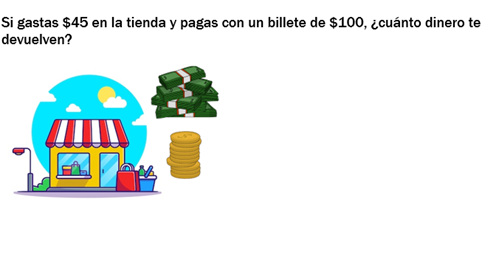 Si gastas $45 en la tienda y pagas con un billete de $100, ¿cuánto dinero te
devuelven?